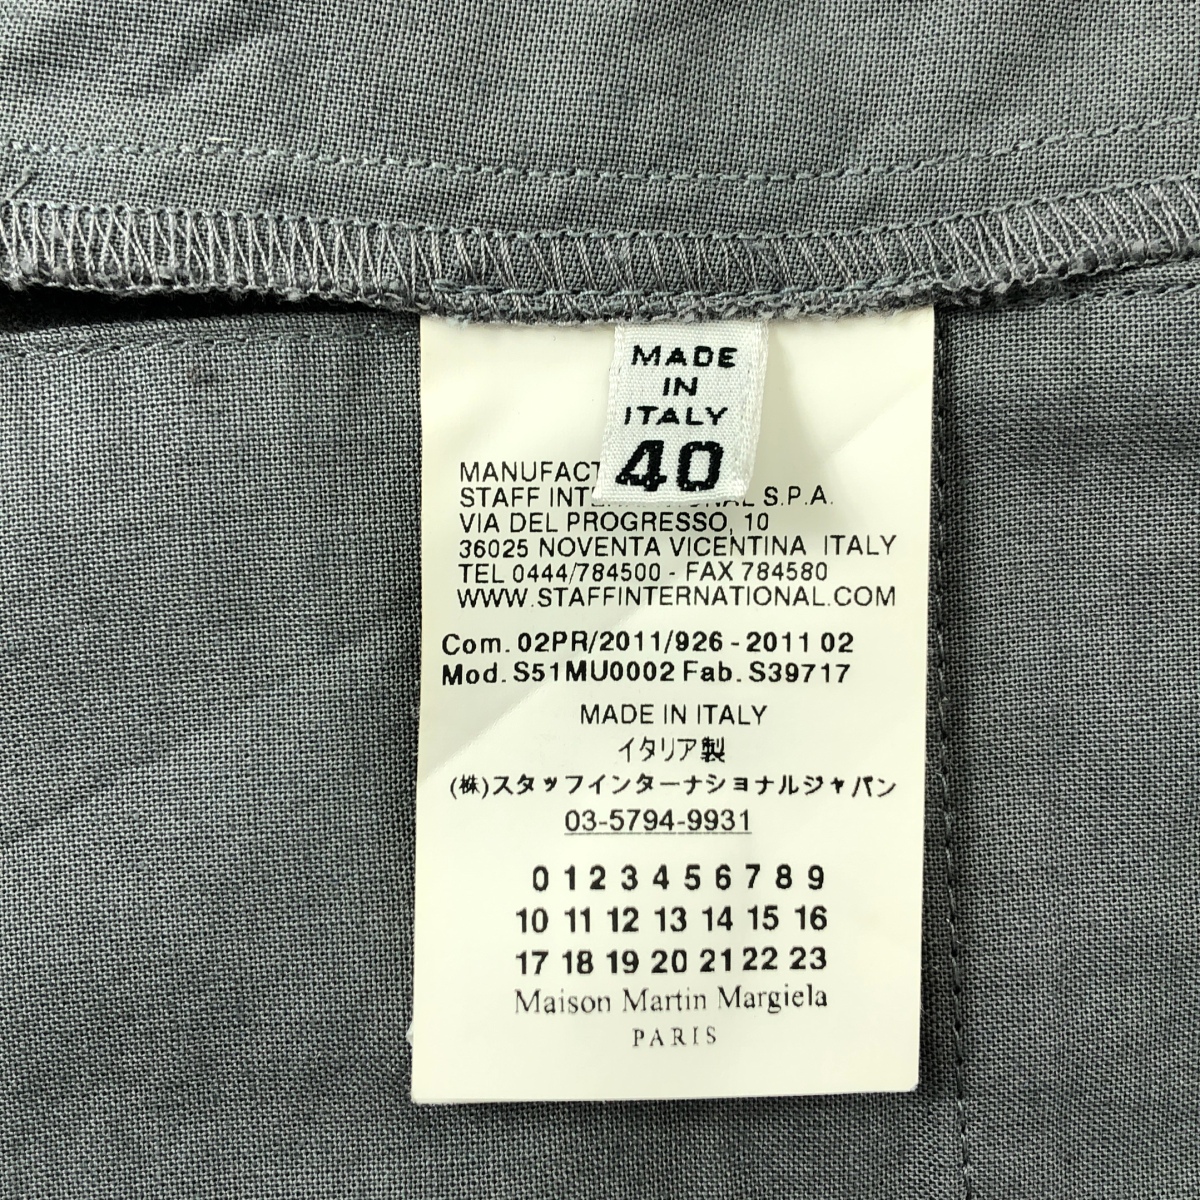 MADE
IN
ITALY
40
MANUFACT
STAFF INTERNATIONAL S.P.A.
VIA DEL PROGRESSO, 10
36025 NOVENTA VICENTINA ITALY
TEL 0444/784500 - FAX 784580
WWW.STAFFINTERNATIONAL.COM
Com. 02PR/2011/926 - 2011 02
Mod. S51MU0002 Fab. S39717
MADE IN ITALY
イタリア製
(株)スタッフインターナショナルジャパン
03-5794-9931
0 1 2 3 4 5 6 7 8 9
10 11 12 13 14 15 16
17 18 19 20 21 22 23
Maison Martin Margiela
PARIS